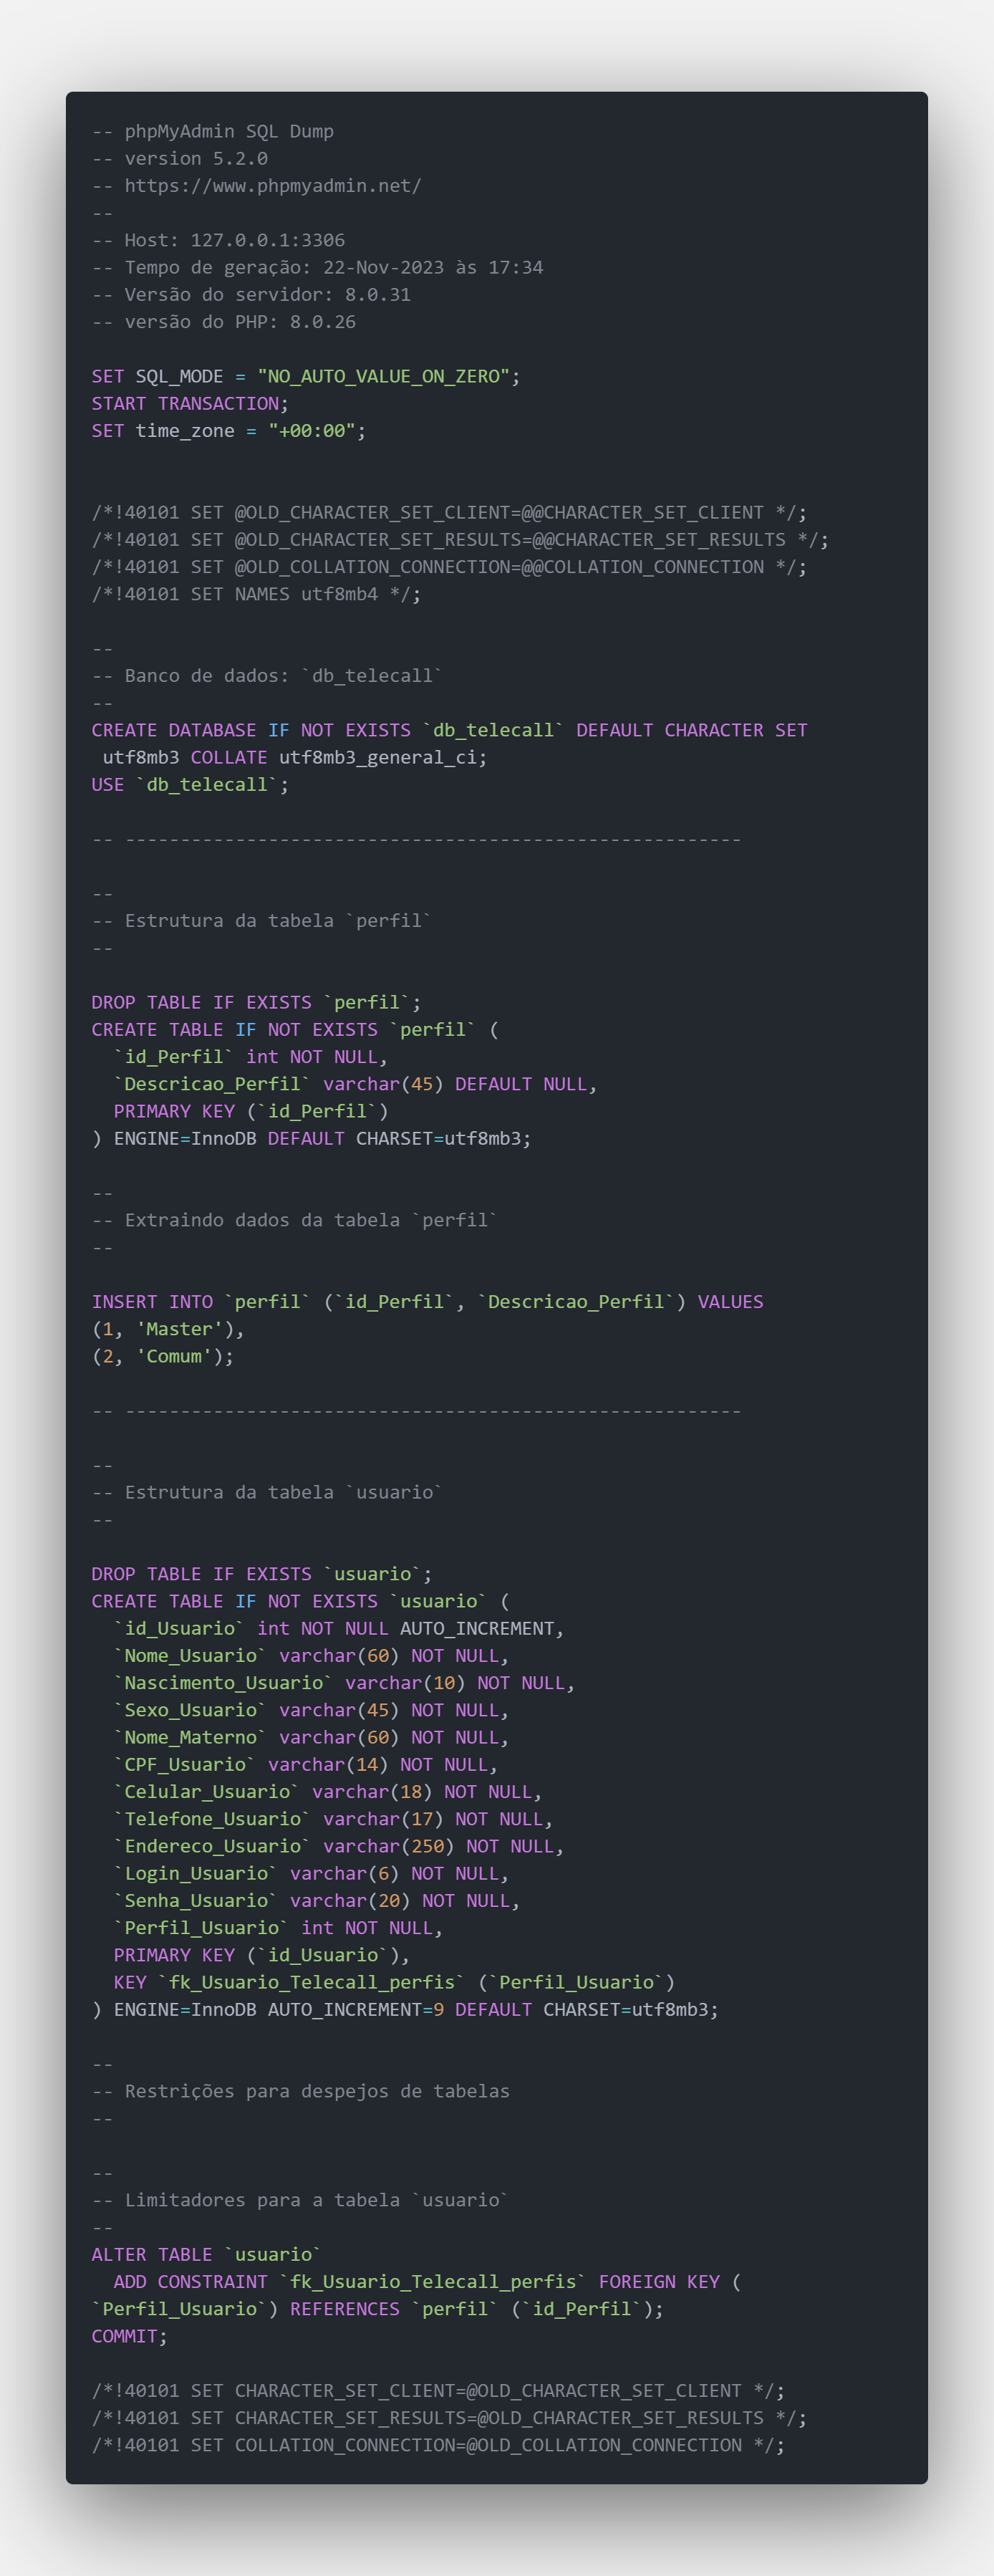 -- phpMyAdmin SQL Dump
-- version 5.2.0
-- https://www.phpmyadmin.net/
--
-- Host: 127.0.0.1:3306
-- Tempo de geração: 22-Nov-2023 às 17:34
-- Versão do servidor: 8.0.31
-- versão do PHP: 8.0.26

SET SQL_MODE = "NO_AUTO_VALUE_ON_ZERO";
START TRANSACTION;
SET time_zone = "+00:00";


/*!40101 SET @OLD_CHARACTER_SET_CLIENT=@@CHARACTER_SET_CLIENT */;
/*!40101 SET @OLD_CHARACTER_SET_RESULTS=@@CHARACTER_SET_RESULTS */;
/*!40101 SET @OLD_COLLATION_CONNECTION=@@COLLATION_CONNECTION */;
/*!40101 SET NAMES utf8mb4 */;

--
-- Banco de dados: `db_telecall`
--
CREATE DATABASE IF NOT EXISTS `db_telecall` DEFAULT CHARACTER SET
 utf8mb3 COLLATE utf8mb3_general_ci;
USE `db_telecall`;

-- --------------------------------------------------------

--
-- Estrutura da tabela `perfil`
--

DROP TABLE IF EXISTS `perfil`;
CREATE TABLE IF NOT EXISTS `perfil` (
  `id_Perfil` int NOT NULL,
  `Descricao_Perfil` varchar(45) DEFAULT NULL,
  PRIMARY KEY (`id_Perfil`)
) ENGINE=InnoDB DEFAULT CHARSET=utf8mb3;

--
-- Extraindo dados da tabela `perfil`
--

INSERT INTO `perfil` (`id_Perfil`, `Descricao_Perfil`) VALUES
(1, 'Master'),
(2, 'Comum');

-- --------------------------------------------------------

--
-- Estrutura da tabela `usuario`
--

DROP TABLE IF EXISTS `usuario`;
CREATE TABLE IF NOT EXISTS `usuario` (
  `id_Usuario` int NOT NULL AUTO_INCREMENT,
  `Nome_Usuario` varchar(60) NOT NULL,
  `Nascimento_Usuario` varchar(10) NOT NULL,
  `Sexo_Usuario` varchar(45) NOT NULL,
  `Nome_Materno` varchar(60) NOT NULL,
  `CPF_Usuario` varchar(14) NOT NULL,
  `Celular_Usuario` varchar(18) NOT NULL,
  `Telefone_Usuario` varchar(17) NOT NULL,
  `Endereco_Usuario` varchar(250) NOT NULL,
  `Login_Usuario` varchar(6) NOT NULL,
  `Senha_Usuario` varchar(20) NOT NULL,
  `Perfil_Usuario` int NOT NULL,
  PRIMARY KEY (`id_Usuario`),
  KEY `fk_Usuario_Telecall_perfis` (`Perfil_Usuario`)
) ENGINE=InnoDB AUTO_INCREMENT=9 DEFAULT CHARSET=utf8mb3;

--
-- Restrições para despejos de tabelas
--

--
-- Limitadores para a tabela `usuario`
--
ALTER TABLE `usuario`
  ADD CONSTRAINT `fk_Usuario_Telecall_perfis` FOREIGN KEY (
`Perfil_Usuario`) REFERENCES `perfil` (`id_Perfil`);
COMMIT;

/*!40101 SET CHARACTER_SET_CLIENT=@OLD_CHARACTER_SET_CLIENT */;
/*!40101 SET CHARACTER_SET_RESULTS=@OLD_CHARACTER_SET_RESULTS */;
/*!40101 SET COLLATION_CONNECTION=@OLD_COLLATION_CONNECTION */;